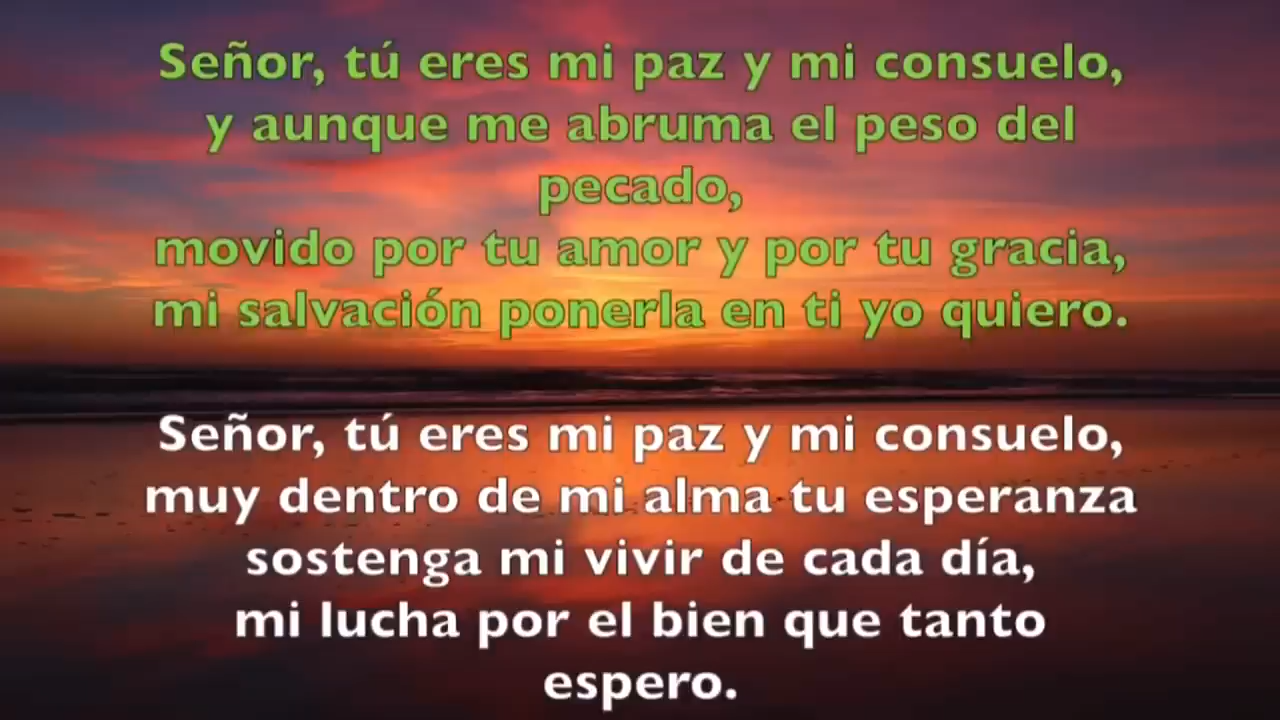 Señor, tú eres mi paz y mi consuelo,
y aunque me abruma el peso del
pecado,
movido por tu amor y por tu gracia,
mi salvación ponerla en ti yo quiero.
Señor, tú eres mi paz y mi consuelo,
muy dentro de mi alma tu esperanza
sostenga mi vivir de cada día,
mi lucha por el bien que tanto
espero.